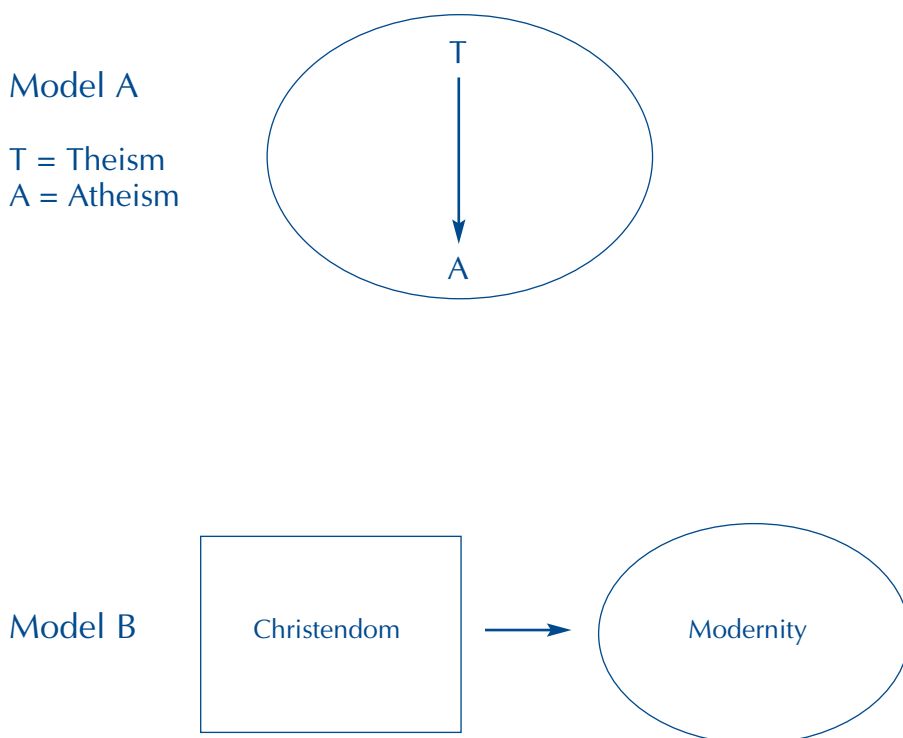 T
Model A
T = Theism
A = Atheism
A
Model B
Christendom
Modernity